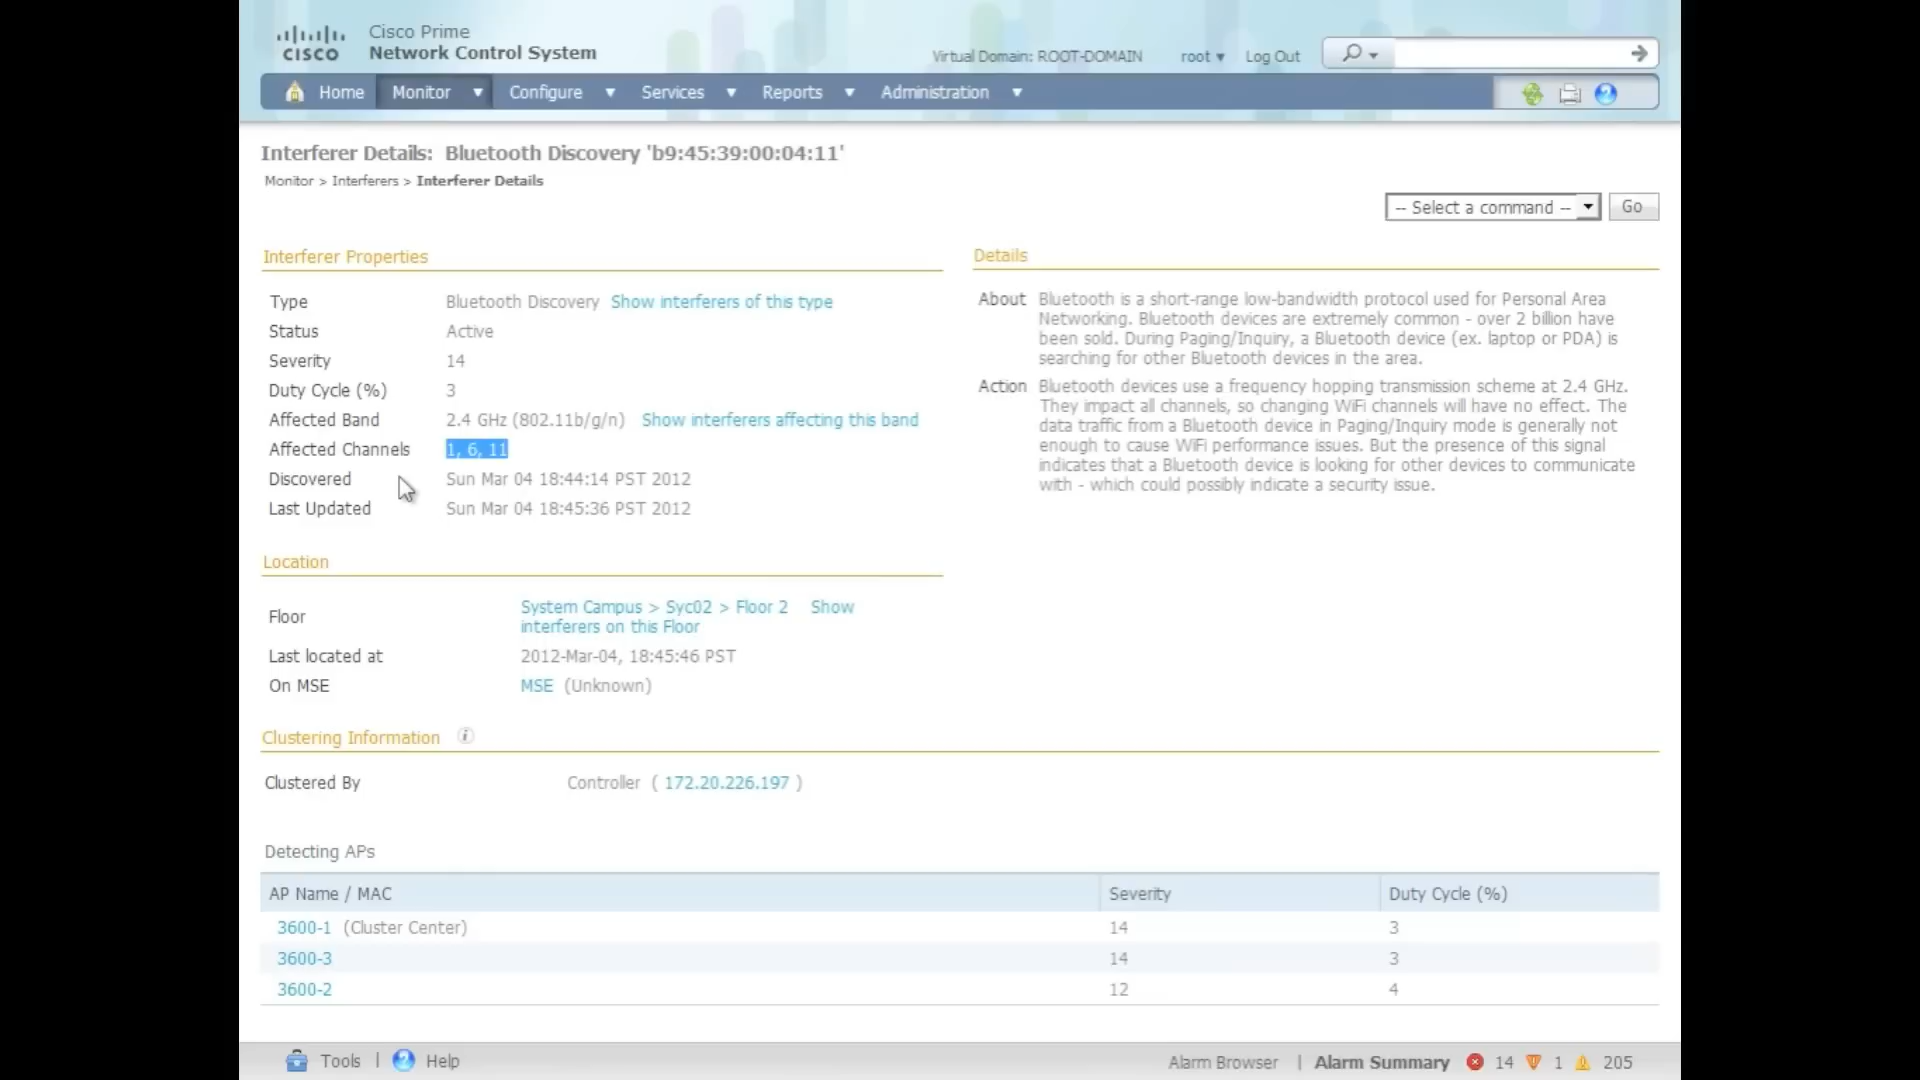 CISCO
Cisco Prime
Network Control System
Virtual Domain: ROOT-DOMAIN root Log Out
Home Monitor Configure Services Reports Administration
Interferer Details: Bluetooth Discovery 'b9:45:39:00:04:11'
Monitor > Interferers > Interferer Details
-- Select a command -- Go
Interferer Properties
Type Bluetooth Discovery Show interferers of this type
Status Active
Severity 14
Duty Cycle (%) 3
Affected Band 2.4 GHz (802.11b/g/n) Show interferers affecting this band
Affected Channels 1, 6, 11
Discovered Sun Mar 04 18:44:14 PST 2012
Last Updated Sun Mar 04 18:45:36 PST 2012
Details
About Bluetooth is a short-range low-bandwidth protocol used for Personal Area
Networking. Bluetooth devices are extremely common - over 2 billion have
been sold. During Paging/Inquiry, a Bluetooth device (ex. laptop or PDA) is
searching for other Bluetooth devices in the area.
Action Bluetooth devices use a frequency hopping transmission scheme at 2.4 GHz.
They impact all channels, so changing WiFi channels will have no effect. The
data traffic from a Bluetooth device in Paging/Inquiry mode is generally not
enough to cause WiFi performance issues. But the presence of this signal
indicates that a Bluetooth device is looking for other devices to communicate
with - which could possibly indicate a security issue.
Location
Floor System Campus > Syc02 > Floor 2 Show
interferers on this Floor
Last located at 2012-Mar-04, 18:45:46 PST
On MSE MSE (Unknown)
Clustering Information i
Clustered By Controller ( 172.20.226.197 )
Detecting APs
AP Name / MAC Severity Duty Cycle (%)
3600-1 (Cluster Center) 14 3
3600-3 14 3
3600-2 12 4
Tools | Help Alarm Browser | Alarm Summary 14 1 205